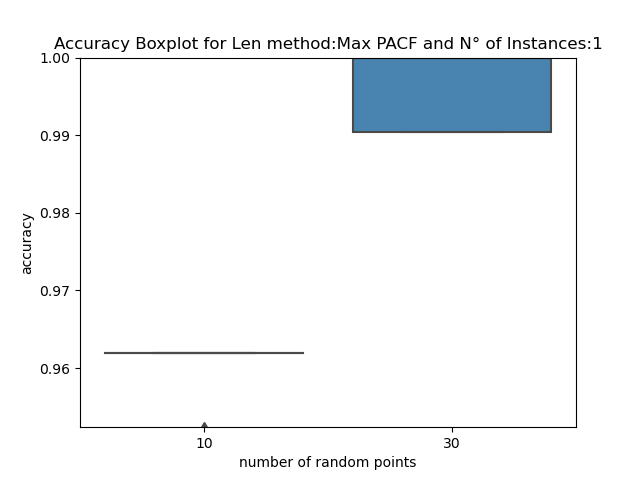 Accuracy Boxplot for Len method:Max PACF and N° of Instances:1
1.00
0.99
0.98
0.97
0.96
accuracy
10
30
number of random points